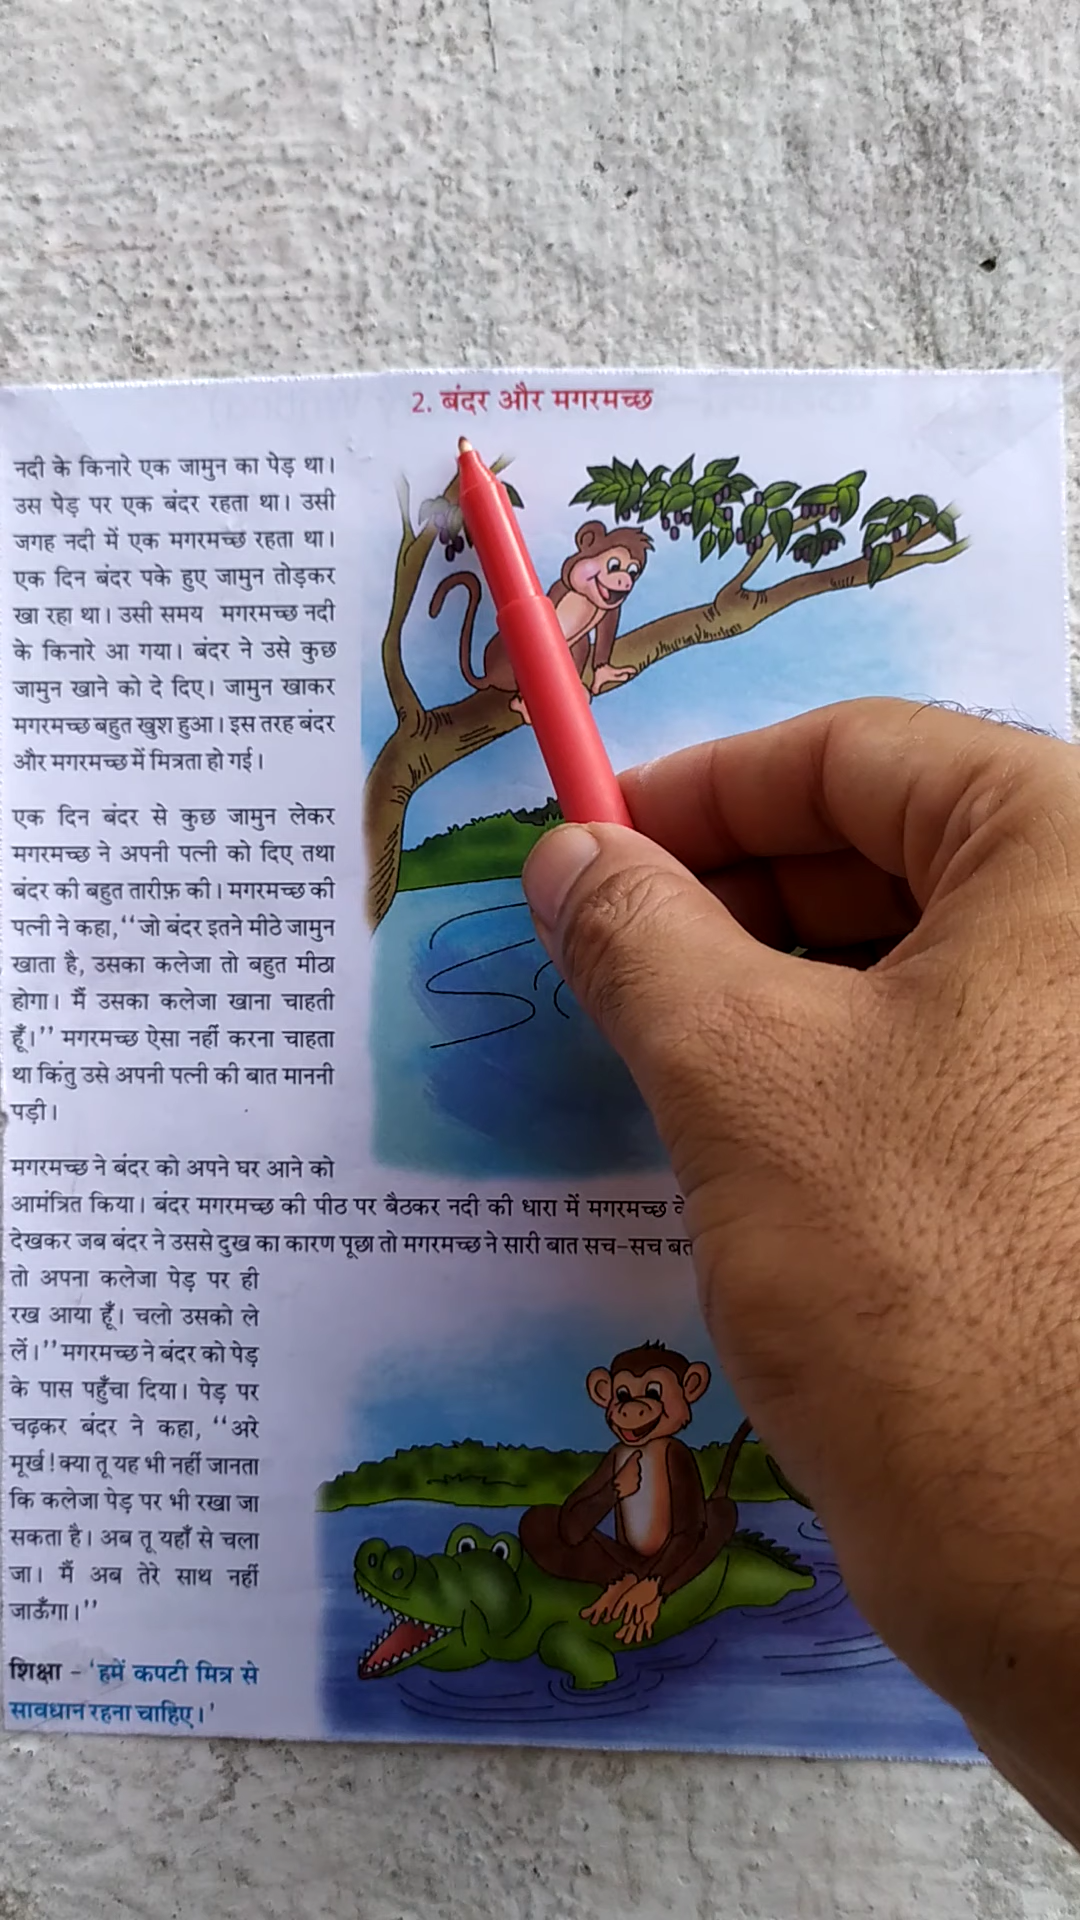 2. बंदर और मगरमच्छ
नदी के किनारे एक जामुन का पेड़ था।
उस पेड़ पर एक बंदर रहता था। उसी
जगह नदी में एक मगरमच्छ रहता था।
एक दिन बंदर पके हुए जामुन तोड़कर
खा रहा था। उसी समय मगरमच्छ नदी
के किनारे आ गया। बंदर ने उसे कुछ
जामुन खाने को दे दिए। जामुन खाकर
मगरमच्छ बहुत खुश हुआ। इस तरह बंदर
और मगरमच्छ में मित्रता हो गई।
एक दिन बंदर से कुछ जामुन लेकर
मगरमच्छ ने अपनी पत्नी को दिए तथा
बंदर की बहुत तारीफ़ की। मगरमच्छ की
पत्नी ने कहा, ‘‘जो बंदर इतने मीठे जामुन
खाता है, उसका कलेजा तो बहुत मीठा
होगा। मैं उसका कलेजा खाना चाहती
हूँ।’’ मगरमच्छ ऐसा नहीं करना चाहता
था किंतु उसे अपनी पत्नी की बात माननी
पड़ी।
मगरमच्छ ने बंदर को अपने घर आने को
आमंत्रित किया। बंदर मगरमच्छ की पीठ पर बैठकर नदी की धारा में मगरमच्छ
देखकर जब बंदर ने उससे दुख का कारण पूछा तो मगरमच्छ ने सारी बात सच-सच
तो अपना कलेजा पेड़ पर ही
रख आया हूँ। चलो उसको ले
लें।’’ मगरमच्छ ने बंदर को पेड़
के पास पहुँचा दिया। पेड़ पर
चढ़कर बंदर ने कहा, ‘‘अरे
मूर्ख! क्या तू यह भी नहीं जानता
कि कलेजा पेड़ पर भी रखा जा
सकता है। अब तू यहाँ से चला
जा। मैं अब तेरे साथ नहीं
जाऊँगा।’’
शिक्षा - ‘हमें कपटी मित्र से
सावधान रहना चाहिए।’